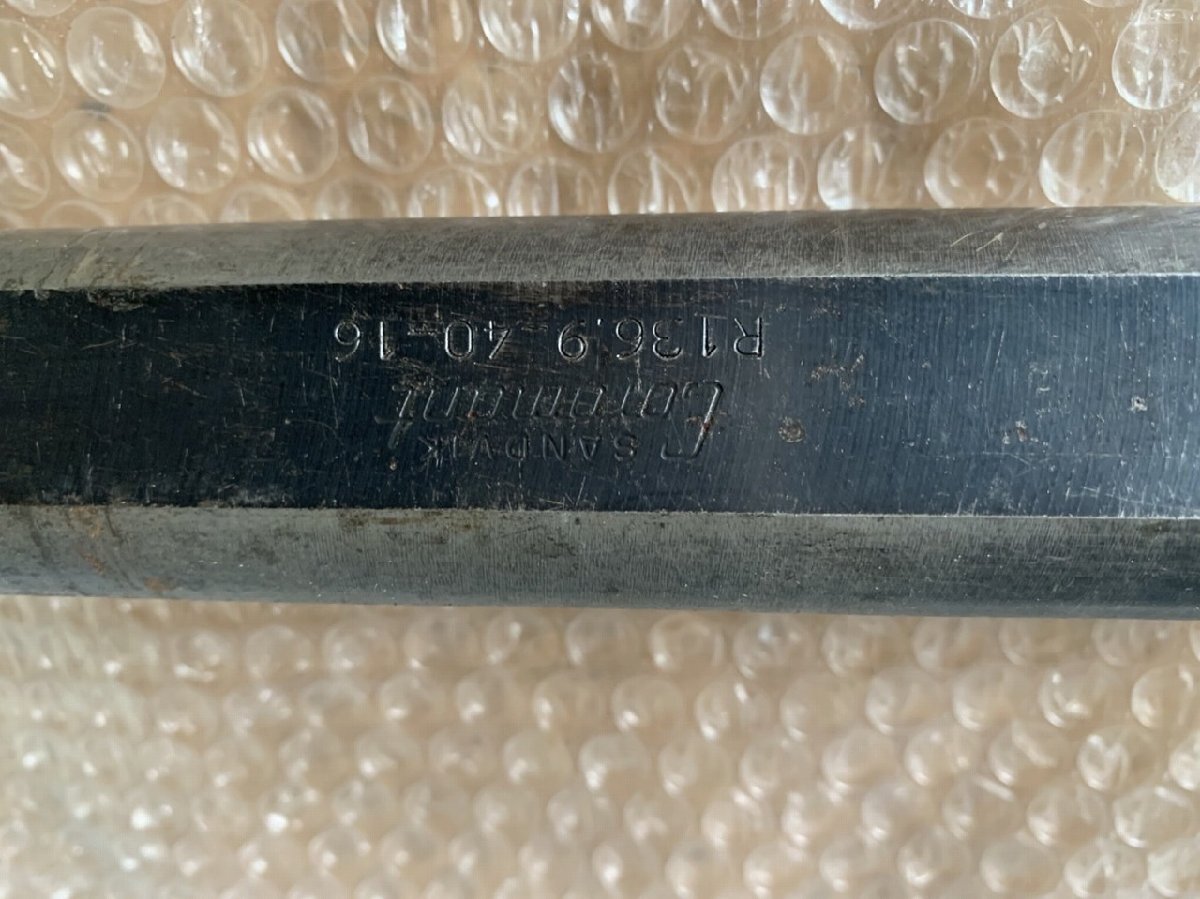 SANDVIK
Coromant
R136.9-40-16